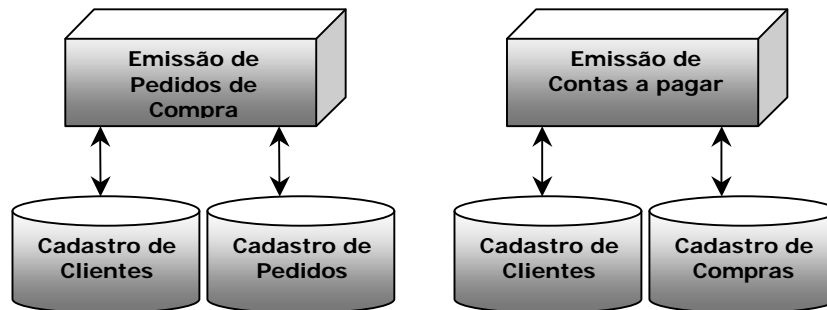 Emissão de
Pedidos de
Compra
Emissão de
Contas a pagar
Cadastro de
Clientes
Cadastro de
Pedidos
Cadastro de
Clientes
Cadastro de
Compras